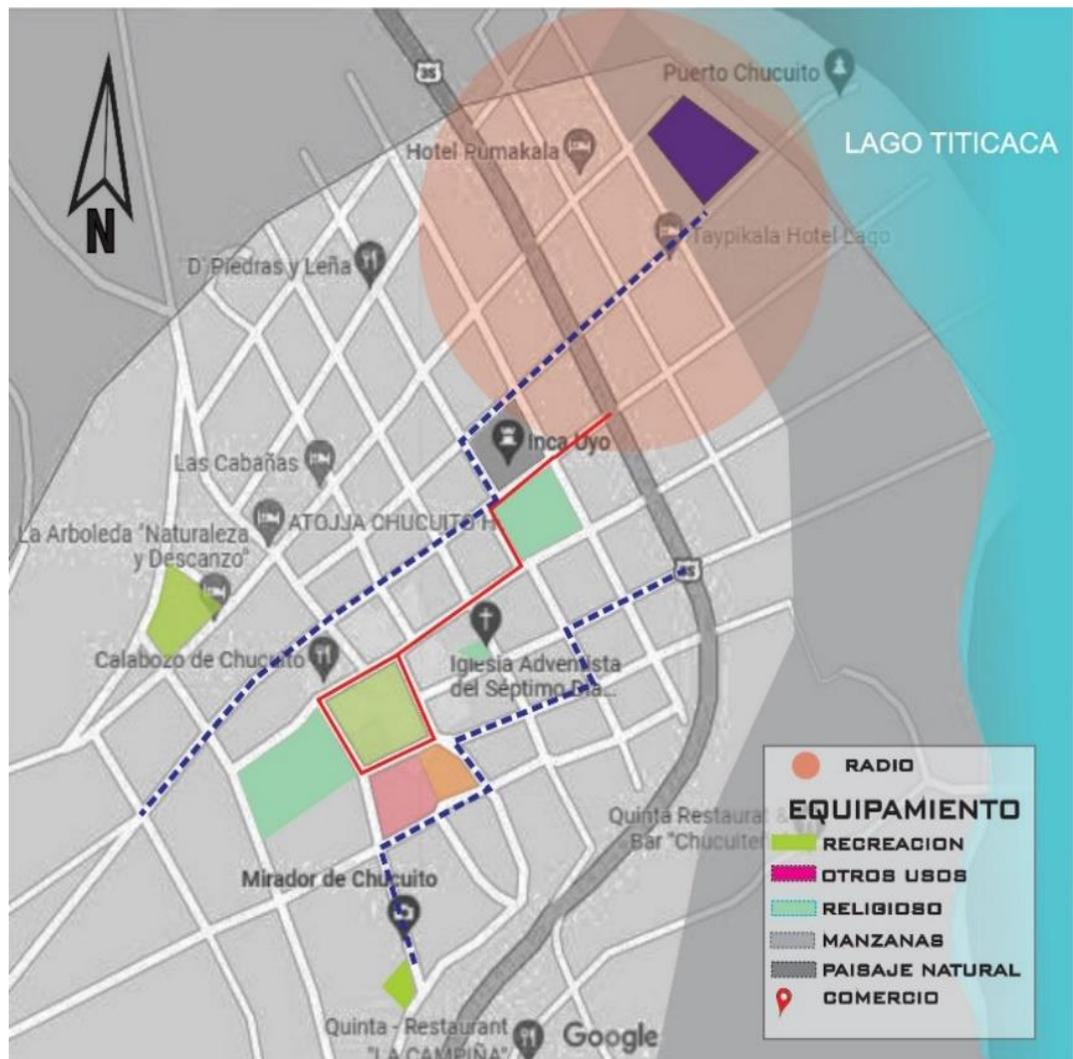 35
Puerto Chucuito
LAGO TITICACA
Hotel Pumakala
Taypikala Hotel Lago
D'Piedras y Leña
Inca Uyo
Las Cabañas
ATOJJA CHUCUITO H
La Arboleda "Naturaleza
y Descanzo"
35
Calabozo de Chucuito
Iglesia Adventista
del Séptimo Día...
N
Quinta Restaurat &
Bar "Chucuite
Mirador de Chucuito
Quinta - Restaurant
"LA CAMPIÑA"
Google
RADIO
EQUIPAMIENTO
RECREACION
OTROS USOS
RELIGIOSO
MANZANAS
PAISAJE NATURAL
COMERCIO